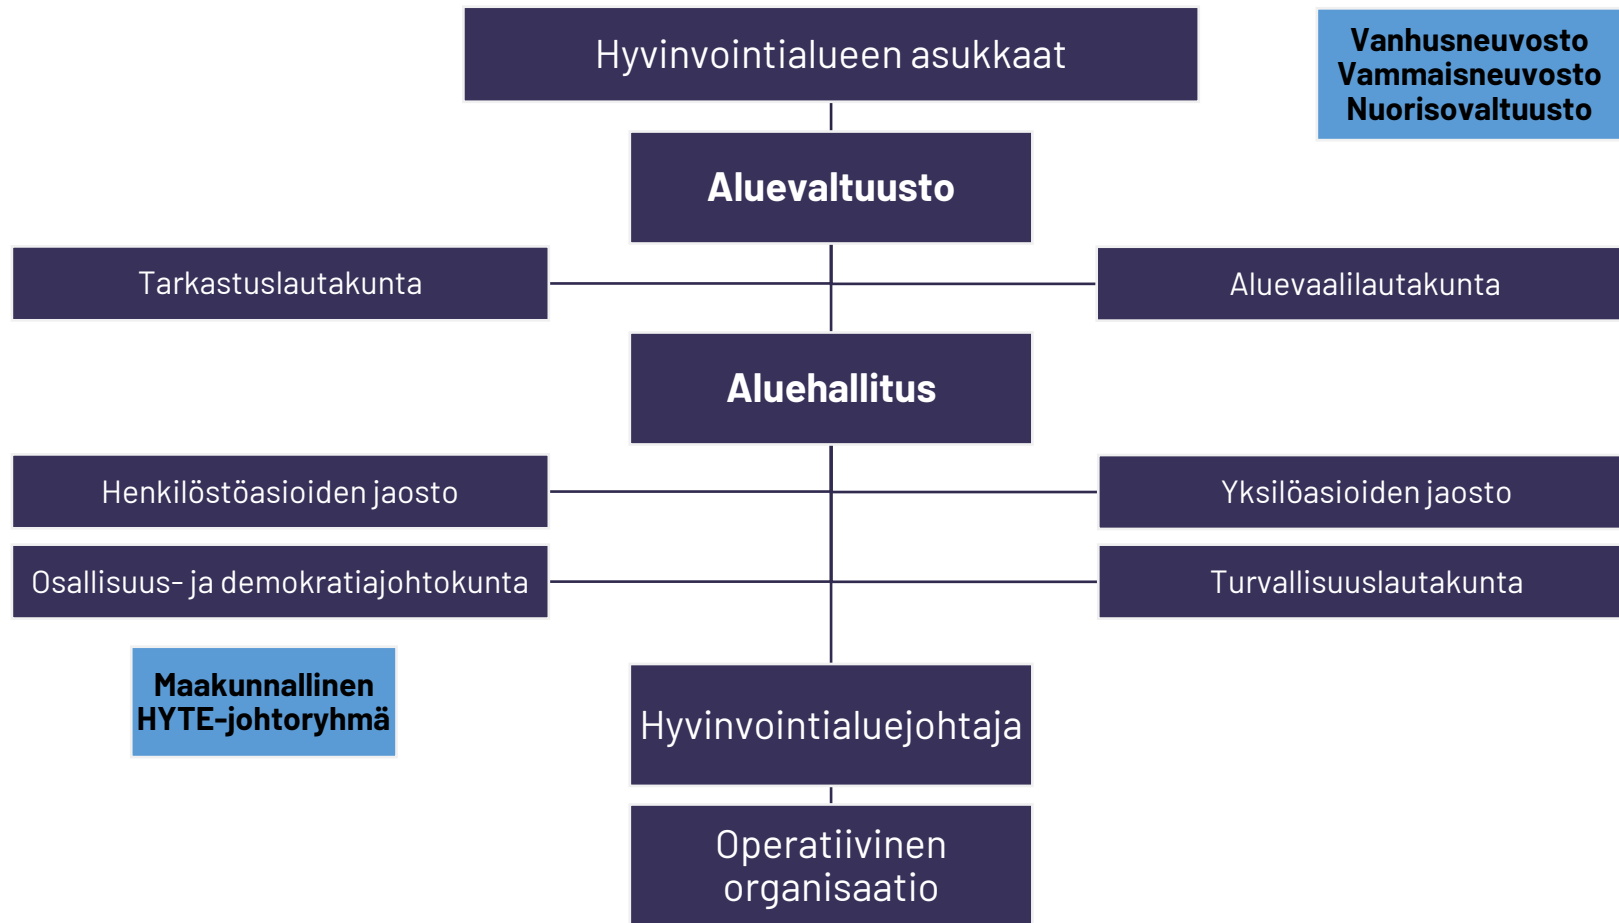 Hyvinvointialueen asukkaat
Vanhusneuvosto
Vammaisneuvosto
Nuorisovaltuusto
Aluevaltuusto
Tarkastuslautakunta
Aluevaalilautakunta
Aluehallitus
Henkilöstöasioiden jaosto
Yksilöasioiden jaosto
Osallisuus- ja demokratiajohtokunta
Turvallisuuslautakunta
Maakunnallinen
HYTE-johtoryhmä
Hyvinvointialuejohtaja
Operatiivinen
organisaatio